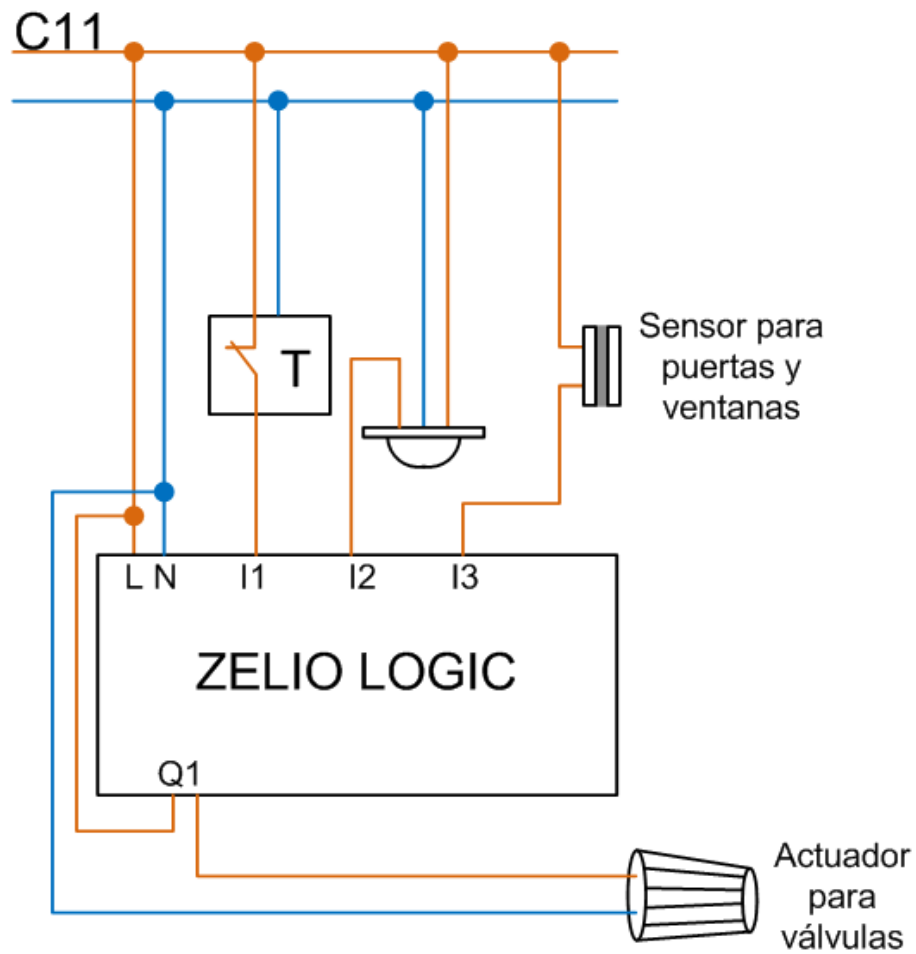 C11
T
Sensor para
puertas y
ventanas
L N I1 I2 I3
ZELIO LOGIC
Q1
Actuador
para
válvulas